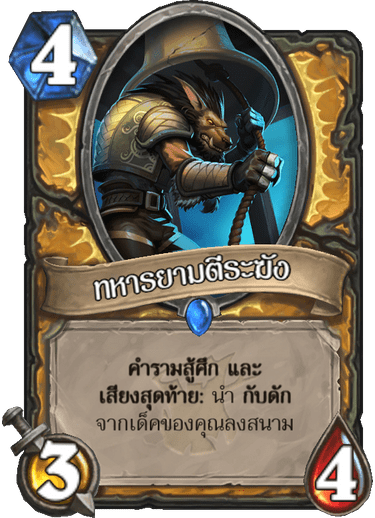 4
ทหารยามตีระฆัง
คำรามสู้ศึก และ
เสียงสุดท้าย: นำ กับดัก
จากเด็คของคุณลงสนาม
3
4